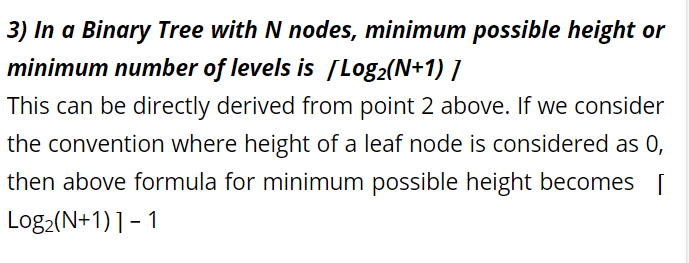 3) In a Binary Tree with N nodes, minimum possible height or
minimum number of levels is ⌈Log₂(N+1) ⌉
This can be directly derived from point 2 above. If we consider
the convention where height of a leaf node is considered as 0,
then above formula for minimum possible height becomes ⌈
Log₂(N+1) ⌉ – 1